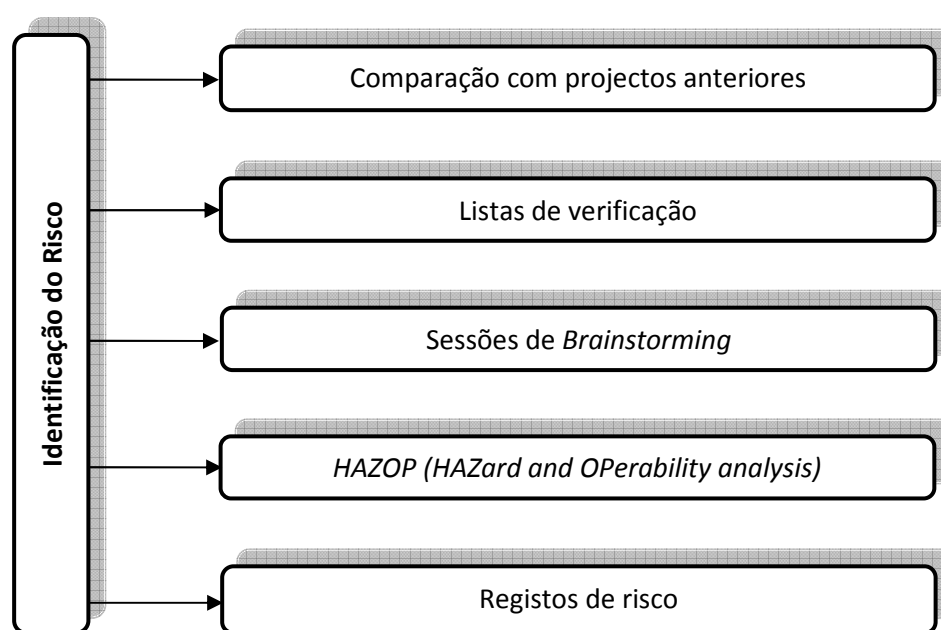 Identificação do Risco
Comparação com projectos anteriores
Listas de verificação
Sessões de Brainstorming
HAZOP (HAZard and OPerability analysis)
Registos de risco